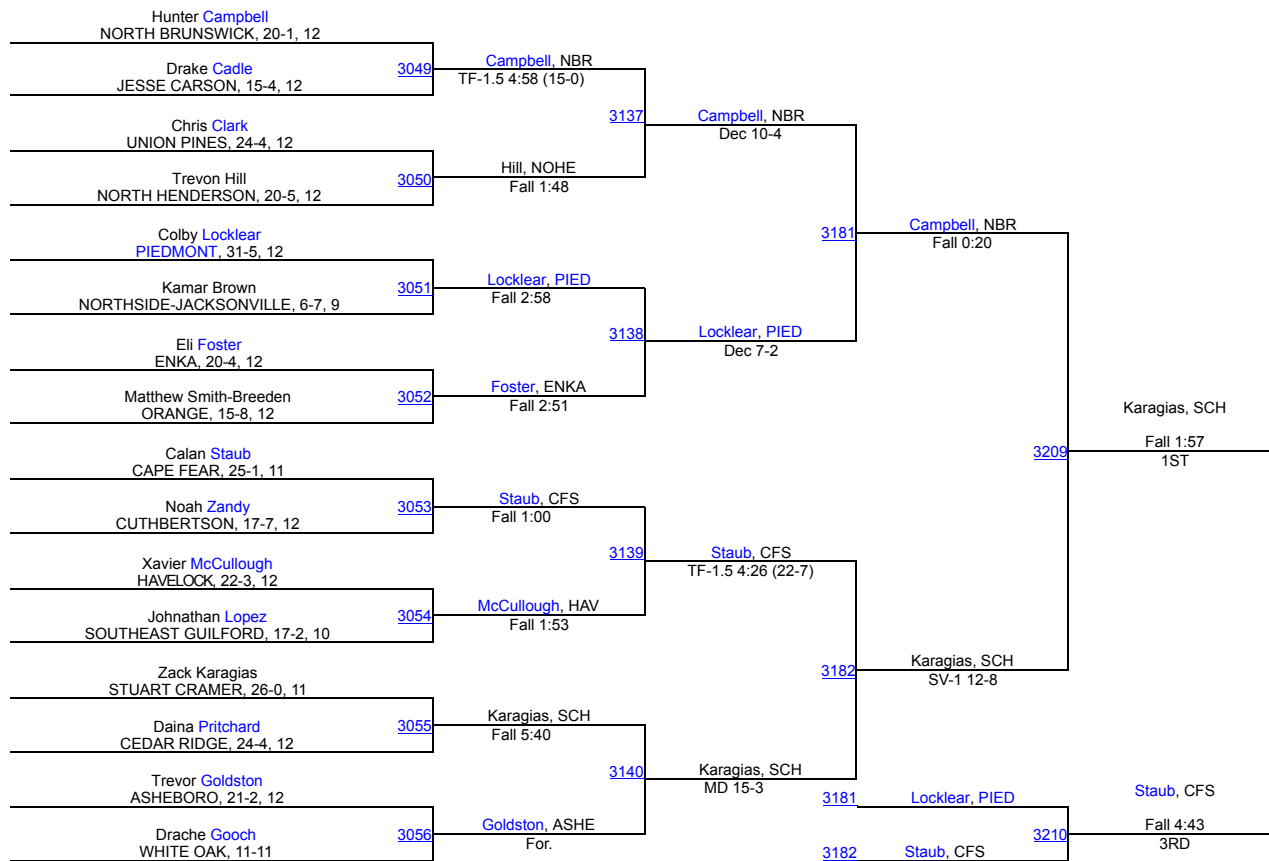 Hunter Campbell
NORTH BRUNSWICK, 20-1, 12
Drake Cadle
JESSE CARSON, 15-4, 12
Chris Clark
UNION PINES, 24-4, 12
Trevon Hill
NORTH HENDERSON, 20-5, 12
Colby Locklear
PIEDMONT, 31-5, 12
Kamar Brown
NORTHSIDE-JACKSONVILLE, 6-7, 9
Eli Foster
ENKA, 20-4, 12
Matthew Smith-Breeden
ORANGE, 15-8, 12
Calan Staub
CAPE FEAR, 25-1, 11
Noah Zandy
CUTHBERTSON, 17-7, 12
Xavier McCullough
HAVELOCK, 22-3, 12
Johnathan Lopez
SOUTHEAST GUILFORD, 17-2, 10
Zack Karagias
STUART CRAMER, 26-0, 11
Daina Pritchard
CEDAR RIDGE, 24-4, 12
Trevor Goldston
ASHEBORO, 21-2, 12
Drache Gooch
WHITE OAK, 11-11
3049
Campbell, NBR
TF-1.5 4:58 (15-0)
3050
Hill, NOHE
Fall 1:48
3051
Locklear, PIED
Fall 2:58
3052
Foster, ENKA
Fall 2:51
3053
Staub, CFS
Fall 1:00
3054
McCullough, HAV
Fall 1:53
3055
Karagias, SCH
Fall 5:40
3056
Goldston, ASHE
For.
3137
Campbell, NBR
Dec 10-4
3138
Locklear, PIED
Dec 7-2
3139
Staub, CFS
TF-1.5 4:26 (22-7)
3140
Karagias, SCH
MD 15-3
3181
Campbell, NBR
Fall 0:20
3182
Karagias, SCH
SV-1 12-8
3209
Karagias, SCH
Fall 1:57
1ST
3181
Locklear, PIED
3182
Staub, CFS
3210
Staub, CFS
Fall 4:43
3RD